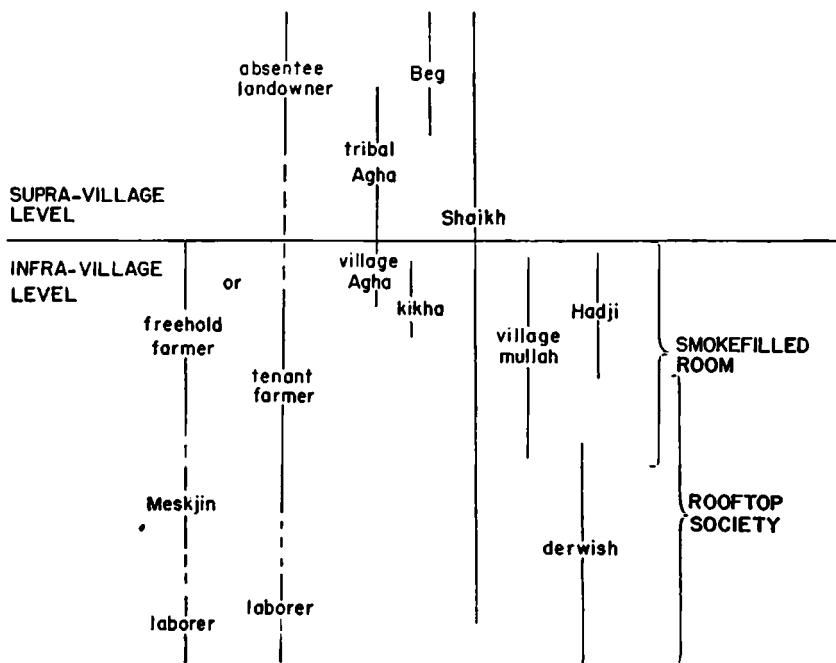 absentee
landowner
Beg
tribal
Agha
SUPRA-VILLAGE
LEVEL
Shaikh
INFRA-VILLAGE
LEVEL
or
village
Agha
kikha
freehold
farmer
Hadji
village
mullah
SMOKEFILLED
ROOM
tenant
farmer
Meskjin
ROOFTOP
SOCIETY
derwish
laborer
laborer